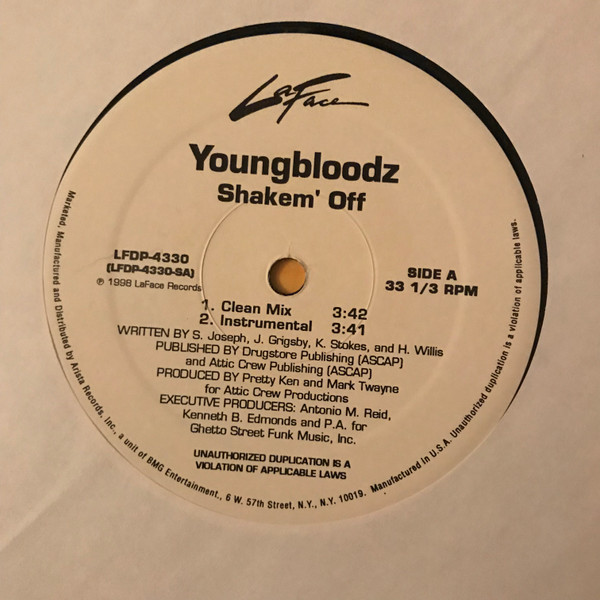 LaFace
Youngbloodz
Shakem' Off
LFDP-4330
(LFDP-4330-SA)
℗ 1998 LaFace Records
SIDE A
33 1/3 RPM
1. Clean Mix 3:42
2. Instrumental 3:41
WRITTEN BY S. Joseph, J. Grigsby, K. Stokes, and H. Willis
PUBLISHED BY Drugstore Publishing (ASCAP)
and Attic Crew Publishing (ASCAP)
PRODUCED BY Pretty Ken and Mark Twayne
for Attic Crew Productions
EXECUTIVE PRODUCERS: Antonio M. Reid,
Kenneth B. Edmonds and P.A. for
Ghetto Street Funk Music, Inc.
UNAUTHORIZED DUPLICATION IS A
VIOLATION OF APPLICABLE LAWS
Marketed, Manufactured and Distributed by Arista Records, Inc., a unit of BMG Entertainment., 6 W. 57th Street, N.Y., N.Y. 10019. Manufactured in U.S.A. Unauthorized duplication is a violation of applicable laws.